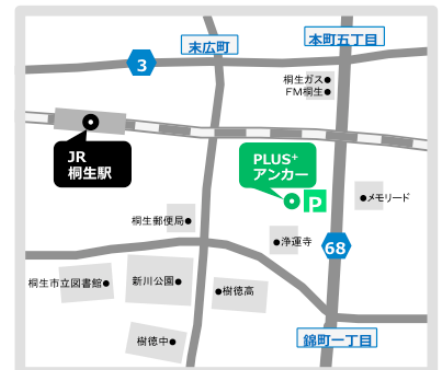 末広町
本町五丁目
3
桐生ガス
FM桐生
JR
桐生駅
PLUS+
アンカー
P
メモリード
桐生郵便局
浄運寺
68
桐生市立図書館
新川公園
樹徳高
樹徳中
錦町一丁目